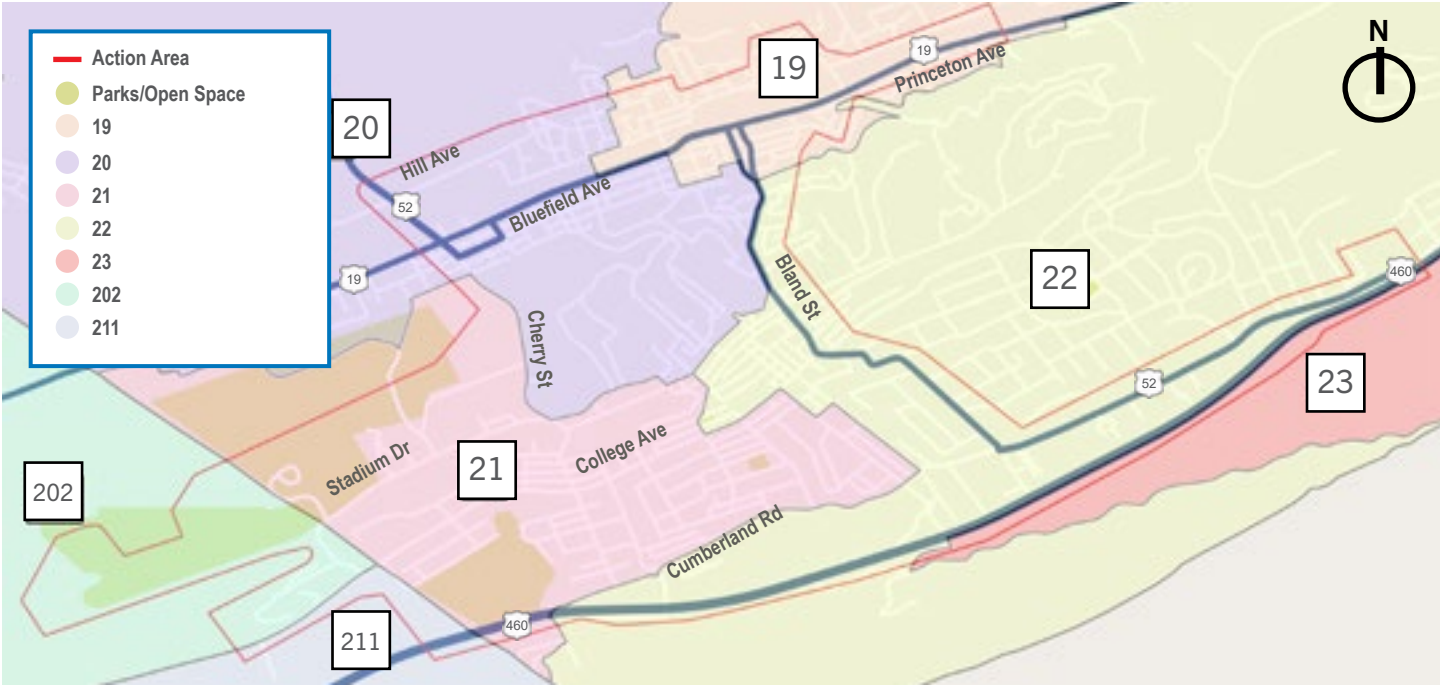 Action Area
Parks/Open Space
19
20
21
22
23
202
211
N
19
19
Princeton Ave
20
Hill Ave
52
Bluefield Ave
19
22
460
Bland St
Cherry St
52
23
College Ave
21
Stadium Dr
202
Cumberland Rd
460
211